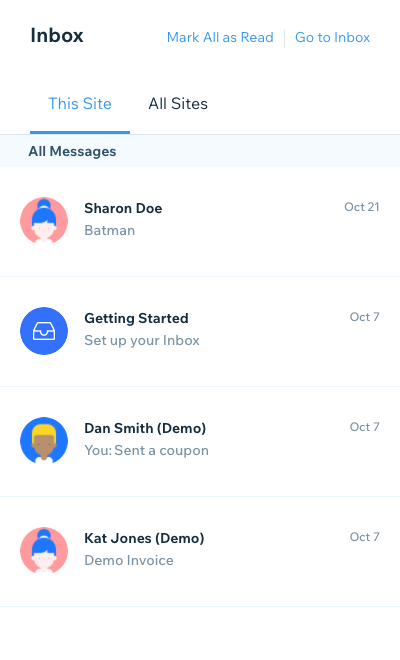 Inbox
Mark All as Read
Go to Inbox
This Site
All Sites
All Messages
Sharon Doe
Oct 21
Batman
Getting Started
Oct 7
Set up your Inbox
Dan Smith (Demo)
Oct 7
You: Sent a coupon
Kat Jones (Demo)
Oct 7
Demo Invoice